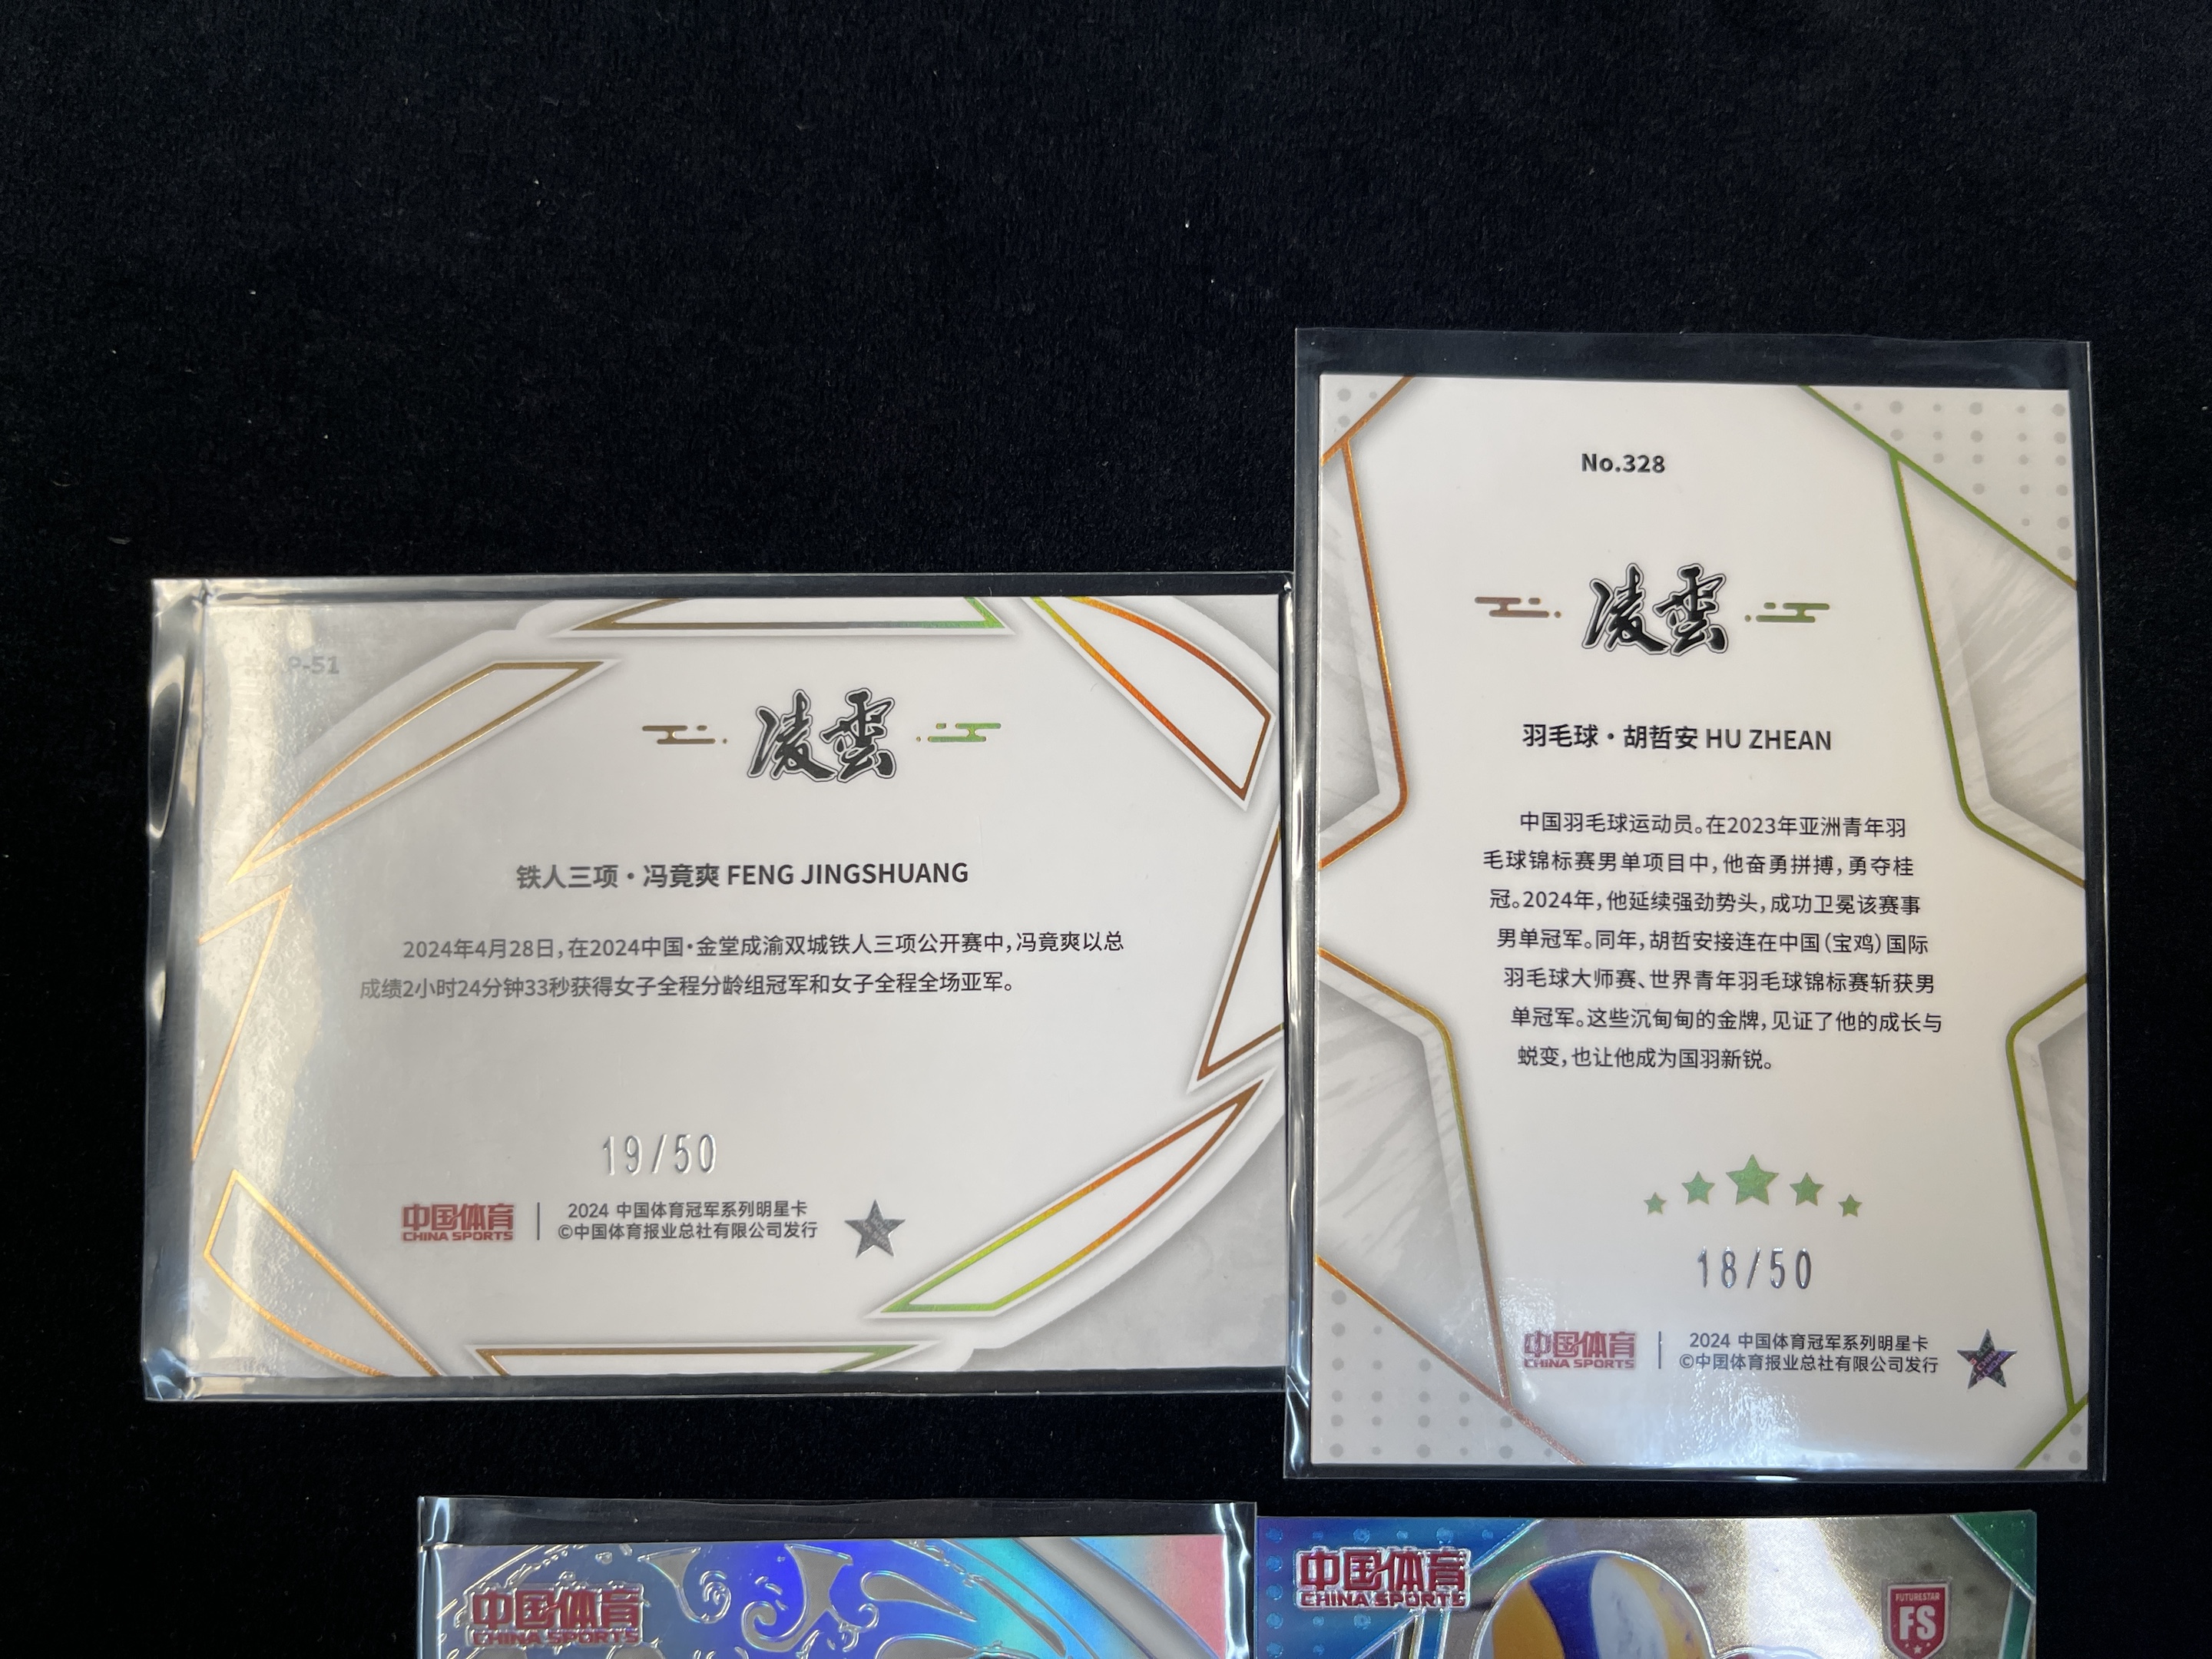 P-51
凌雲
铁人三项·冯竟爽 FENG JINGSHUANG
2024年4月28日,在2024中国·金堂成渝双城铁人三项公开赛中,冯竟爽以总
成绩2小时24分钟33秒获得女子全程分龄组冠军和女子全程全场亚军。
19/50
中国体育
CHINA SPORTS
2024 中国体育冠军系列明星卡
©中国体育报业总社有限公司发行
No.328
凌雲
羽毛球·胡哲安 HU ZHEAN
中国羽毛球运动员。在2023年亚洲青年羽
毛球锦标赛男单项目中,他奋勇拼搏,勇夺桂
冠。2024年,他延续强劲势头,成功卫冕该赛事
男单冠军。同年,胡哲安接连在中国(宝鸡)国际
羽毛球大师赛、世界青年羽毛球锦标赛斩获男
单冠军。这些沉甸甸的金牌,见证了他的成长与
蜕变,也让他成为国羽新锐。
18/50
中国体育
CHINA SPORTS
2024 中国体育冠军系列明星卡
©中国体育报业总社有限公司发行
中国体育
CHINA SPORTS
中国体育
CHINA SPORTS
FUTURESTAR
FS